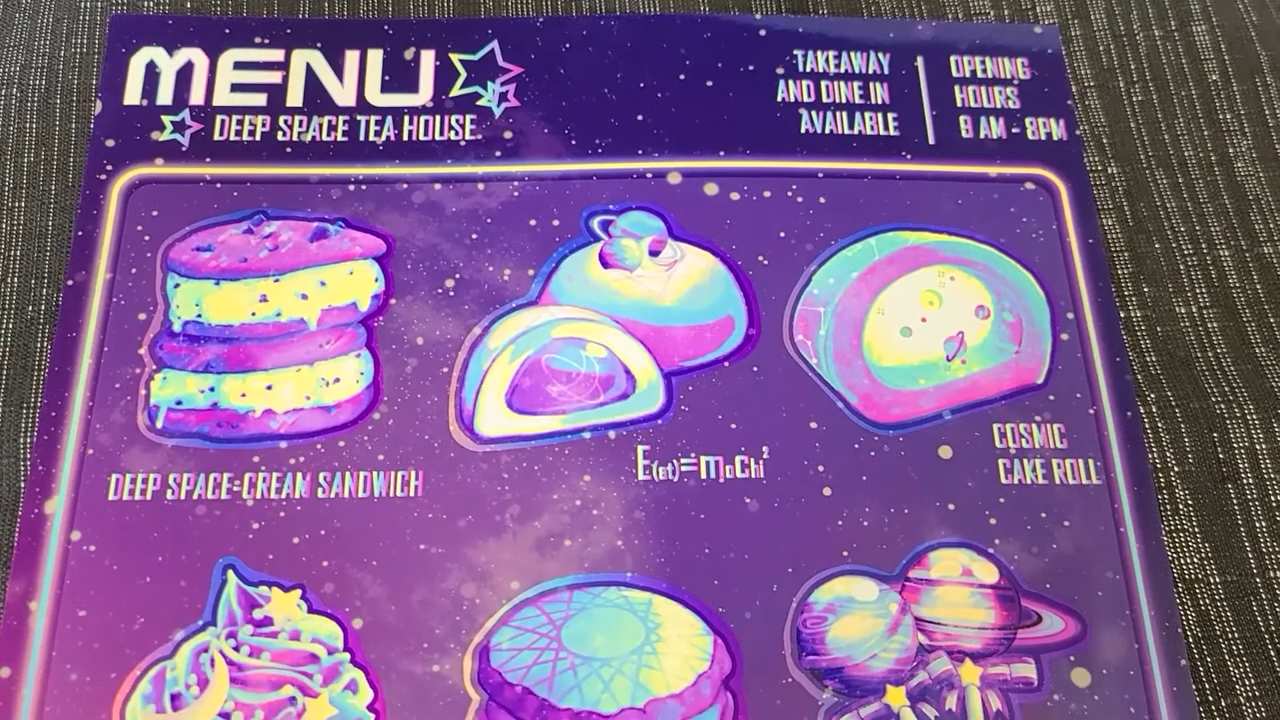 MENU
DEEP SPACE TEA HOUSE
TAKEAWAY
AND DINE IN
AVAILABLE
OPENING
HOURS
9 AM - 8PM
DEEP SPACE-CREAM SANDWICH
E(at)=mochi²
COSMIC
CAKE ROLL